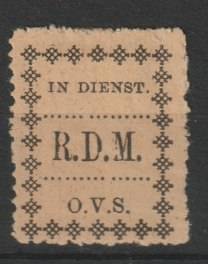 IN DIENST.
R.D.M.
O.V.S.